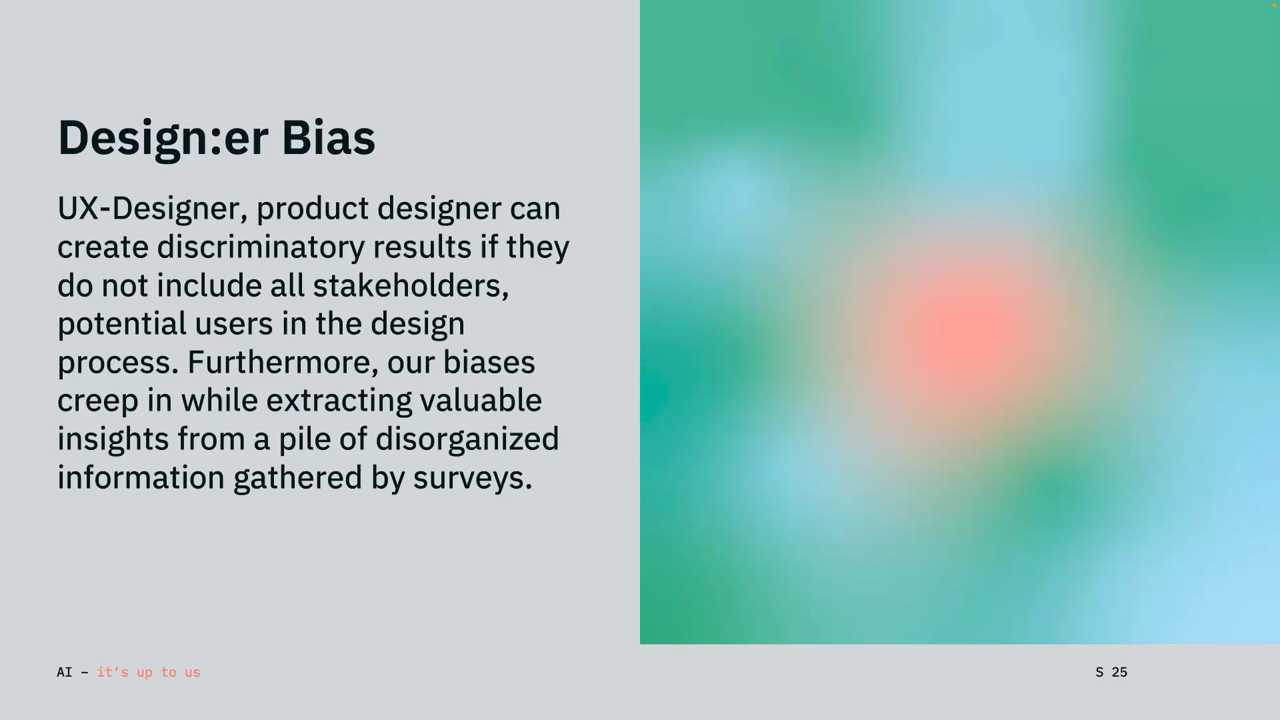 Design:er Bias
UX-Designer, product designer can
create discriminatory results if they
do not include all stakeholders,
potential users in the design
process. Furthermore, our biases
creep in while extracting valuable
insights from a pile of disorganized
information gathered by surveys.
AI – it‘s up to us
S 25